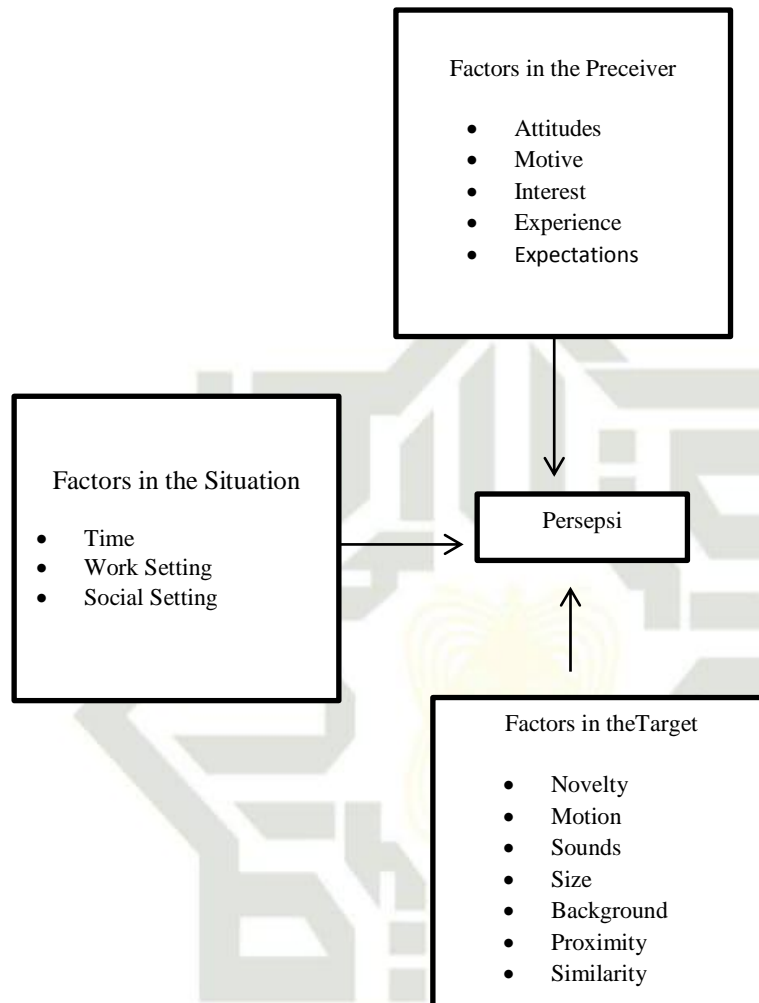 Factors in the Preceiver
• Attitudes
• Motive
• Interest
• Experience
• Expectations
Factors in the Situation
• Time
• Work Setting
• Social Setting
Persepsi
Factors in theTarget
• Novelty
• Motion
• Sounds
• Size
• Background
• Proximity
• Similarity